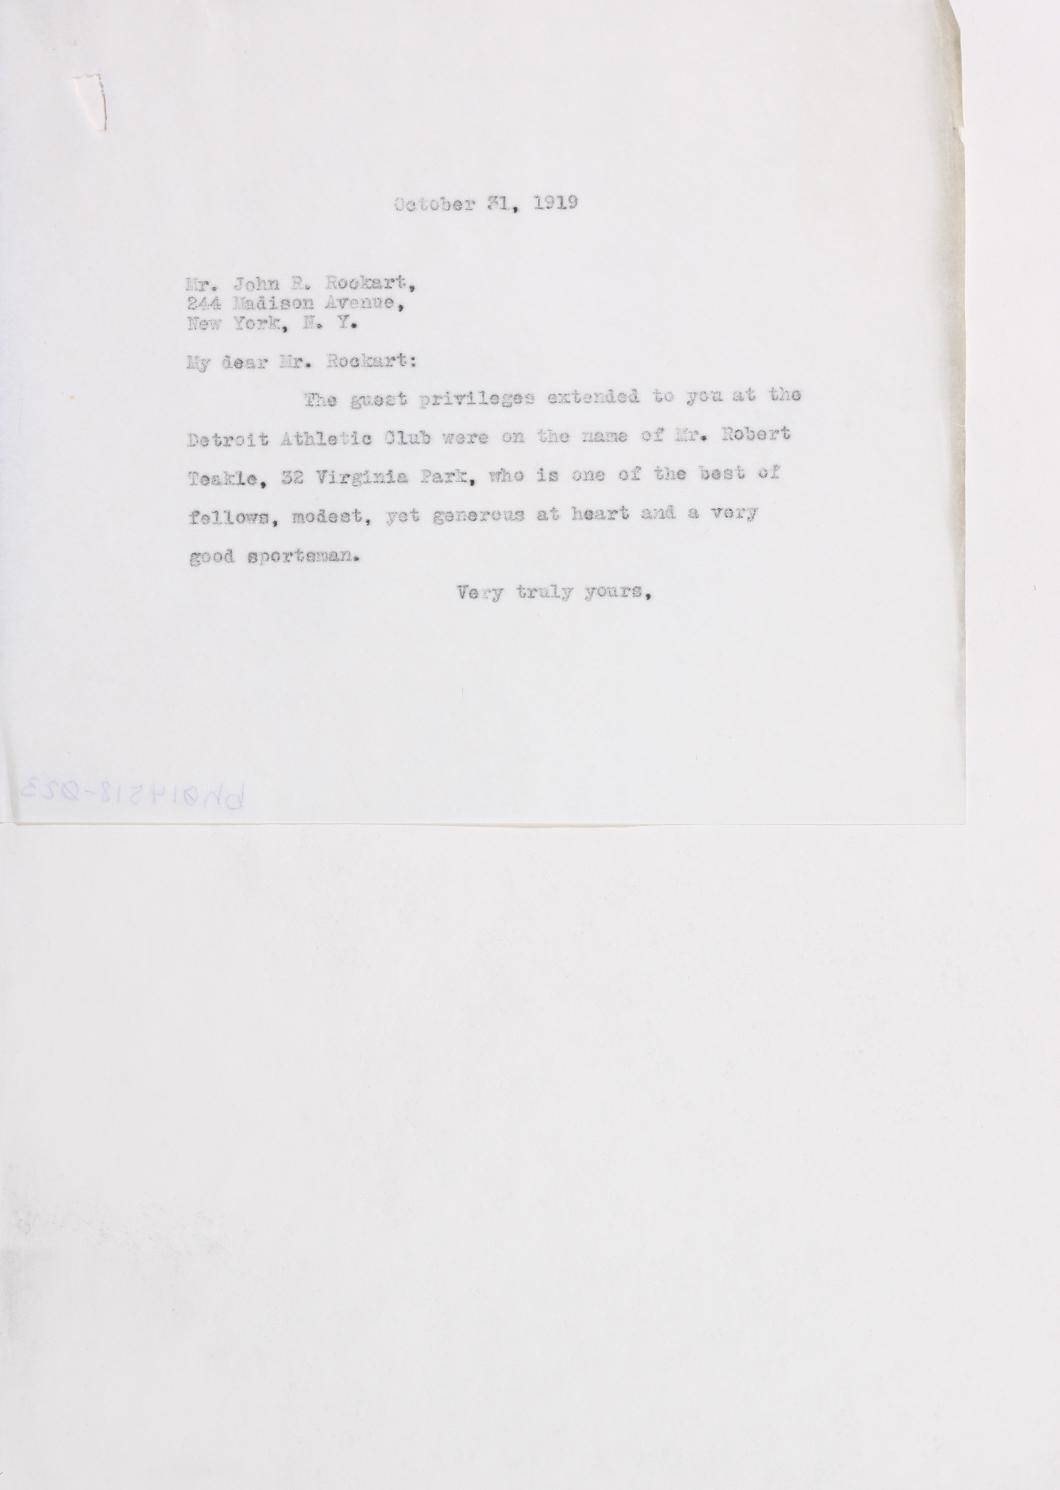 October 31, 1919
Mr. John R. Rockart,
244 Madison Avenue,
New York, N. Y.
My dear Mr. Rockart:
The guest privileges extended to you at the
Detroit Athletic Club were on the name of Mr. Robert
Teakle, 32 Virginia Park, who is one of the best of
fellows, modest, yet generous at heart and a very
good sportsman.
Very truly yours,
bh014518-023